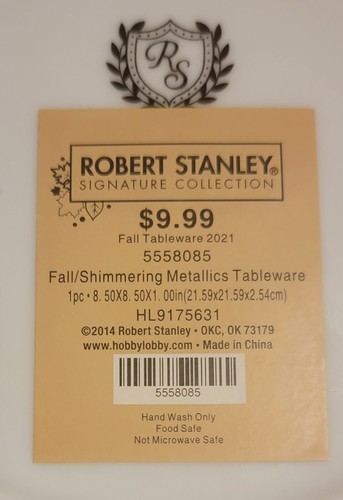 RS
ROBERT STANLEY®
SIGNATURE COLLECTION
$9.99
Fall Tableware 2021
5558085
Fall/Shimmering Metallics Tableware
1pc • 8. 50X8. 50X1. 00in(21.59x21.59x2.54cm)
HL9175631
©2014 Robert Stanley • OKC, OK 73179
www.hobbylobby.com • Made in China
5558085
Hand Wash Only
Food Safe
Not Microwave Safe